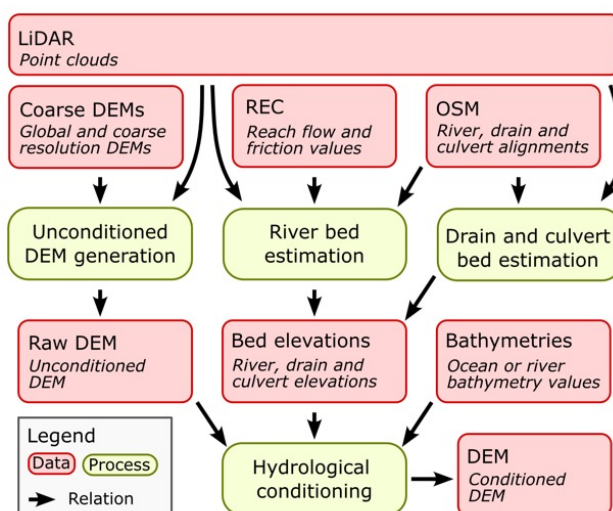 LiDAR
Point clouds
Coarse DEMs
Global and coarse
resolution DEMs
REC
Reach flow and
friction values
OSM
River, drain and
culvert alignments
Unconditioned
DEM generation
River bed
estimation
Drain and culvert
bed estimation
Raw DEM
Unconditioned
DEM
Bed elevations
River, drain and
culvert elevations
Bathymetries
Ocean or river
bathymetry values
Legend
Data
Process
Relation
Hydrological
conditioning
DEM
Conditioned
DEM